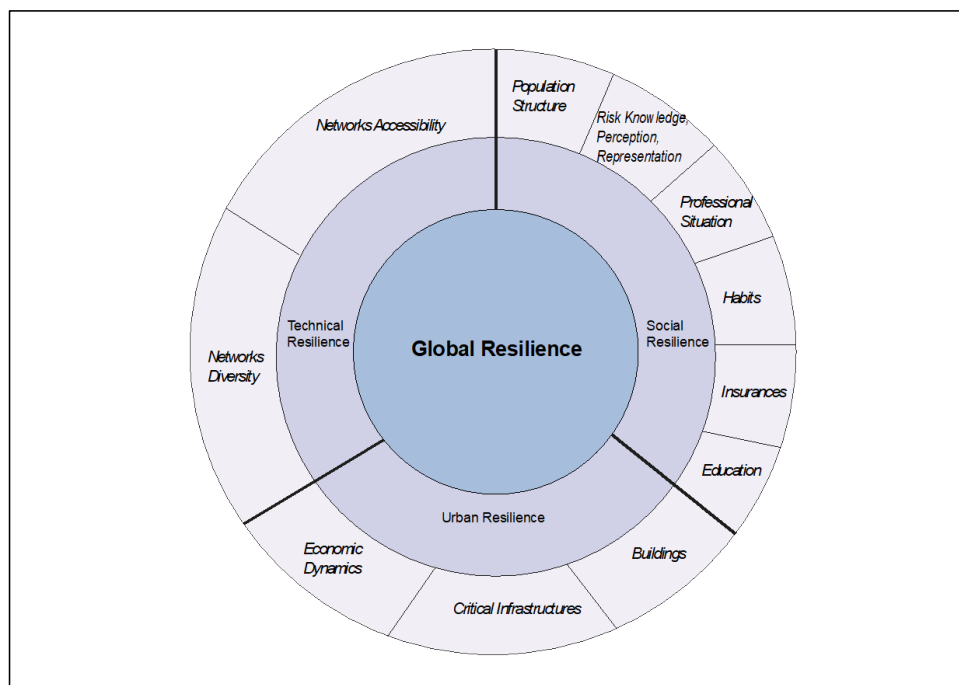 Population
Structure
Risk Knowledge,
Perception,
Representation
Networks Accessibility
Professional
Situation
Habits
Technical
Resilience
Social
Resilience
Global Resilience
Networks
Diversity
Insurances
Education
Urban Resilience
Economic
Dynamics
Buildings
Critical Infrastructures